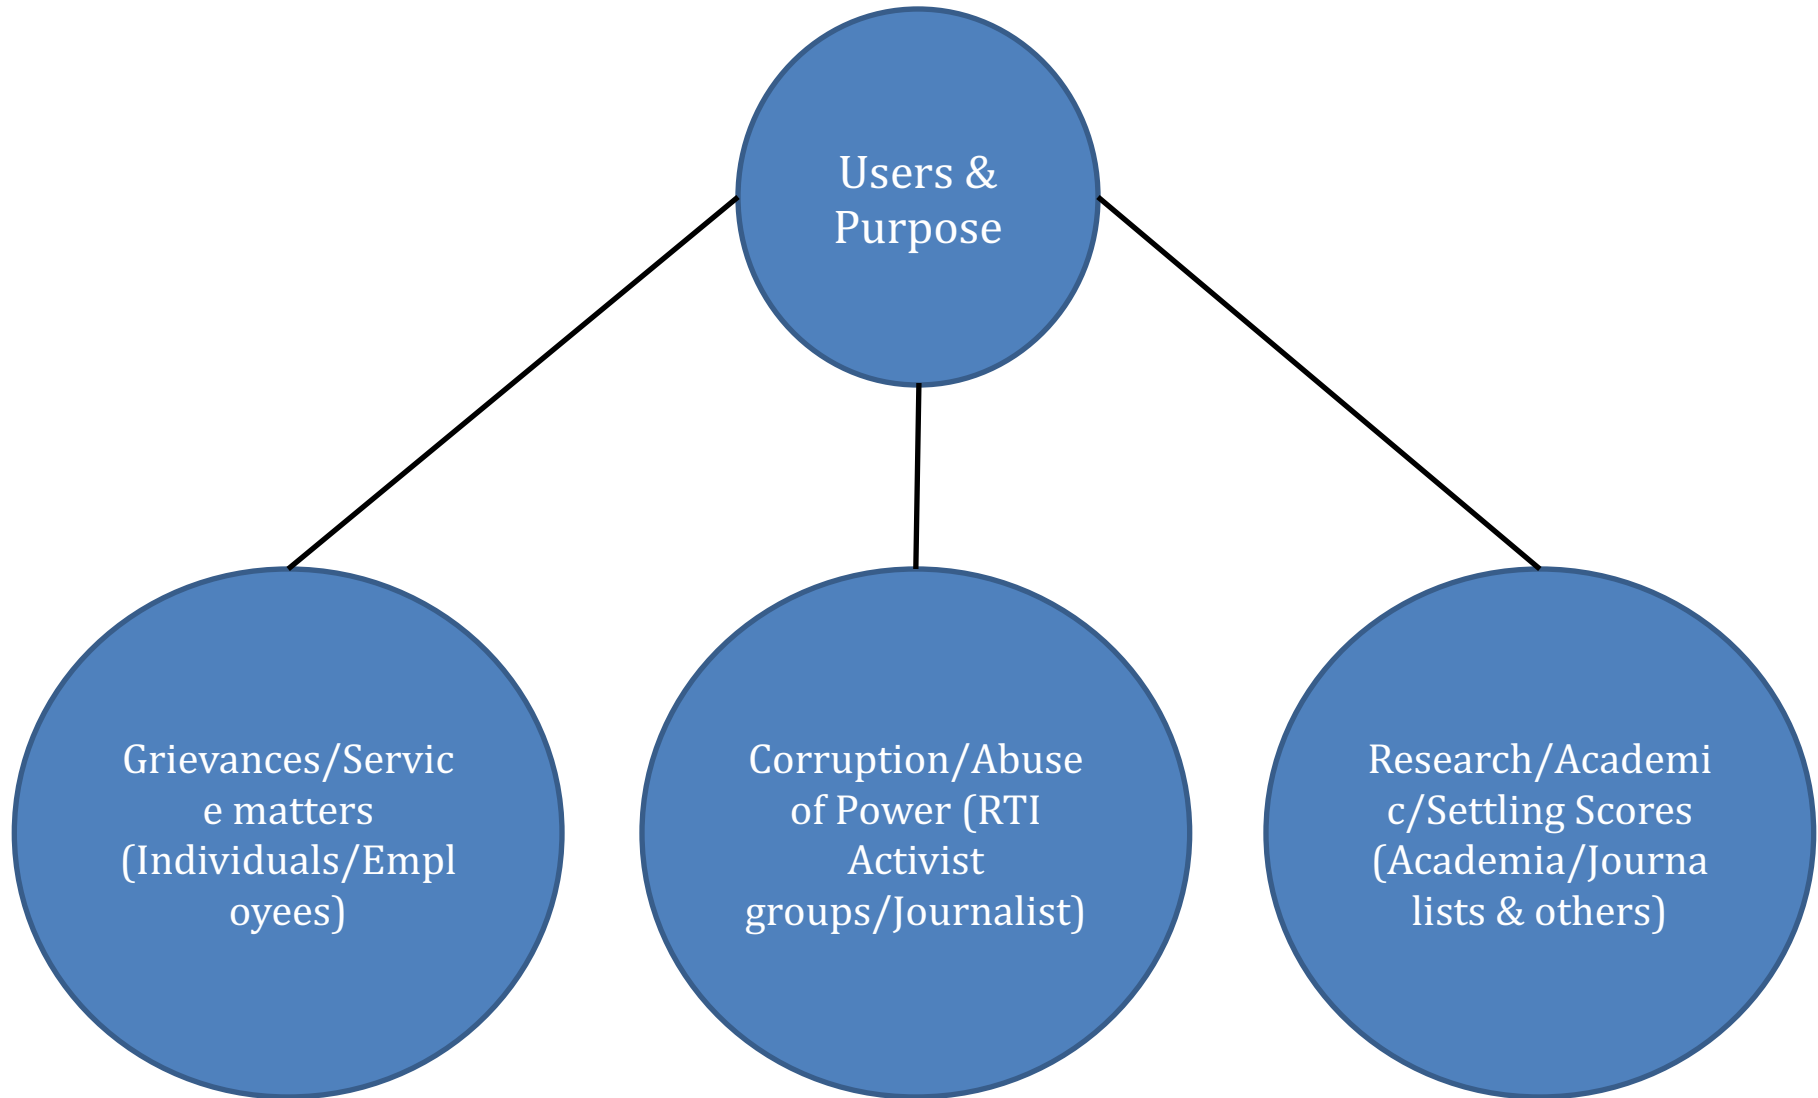 Users &
Purpose
Grievances/Servic
e matters
(Individuals/Empl
oyees)
Corruption/Abuse
of Power (RTI
Activist
groups/Journalist)
Research/Academi
c/Settling Scores
(Academia/Journa
lists & others)